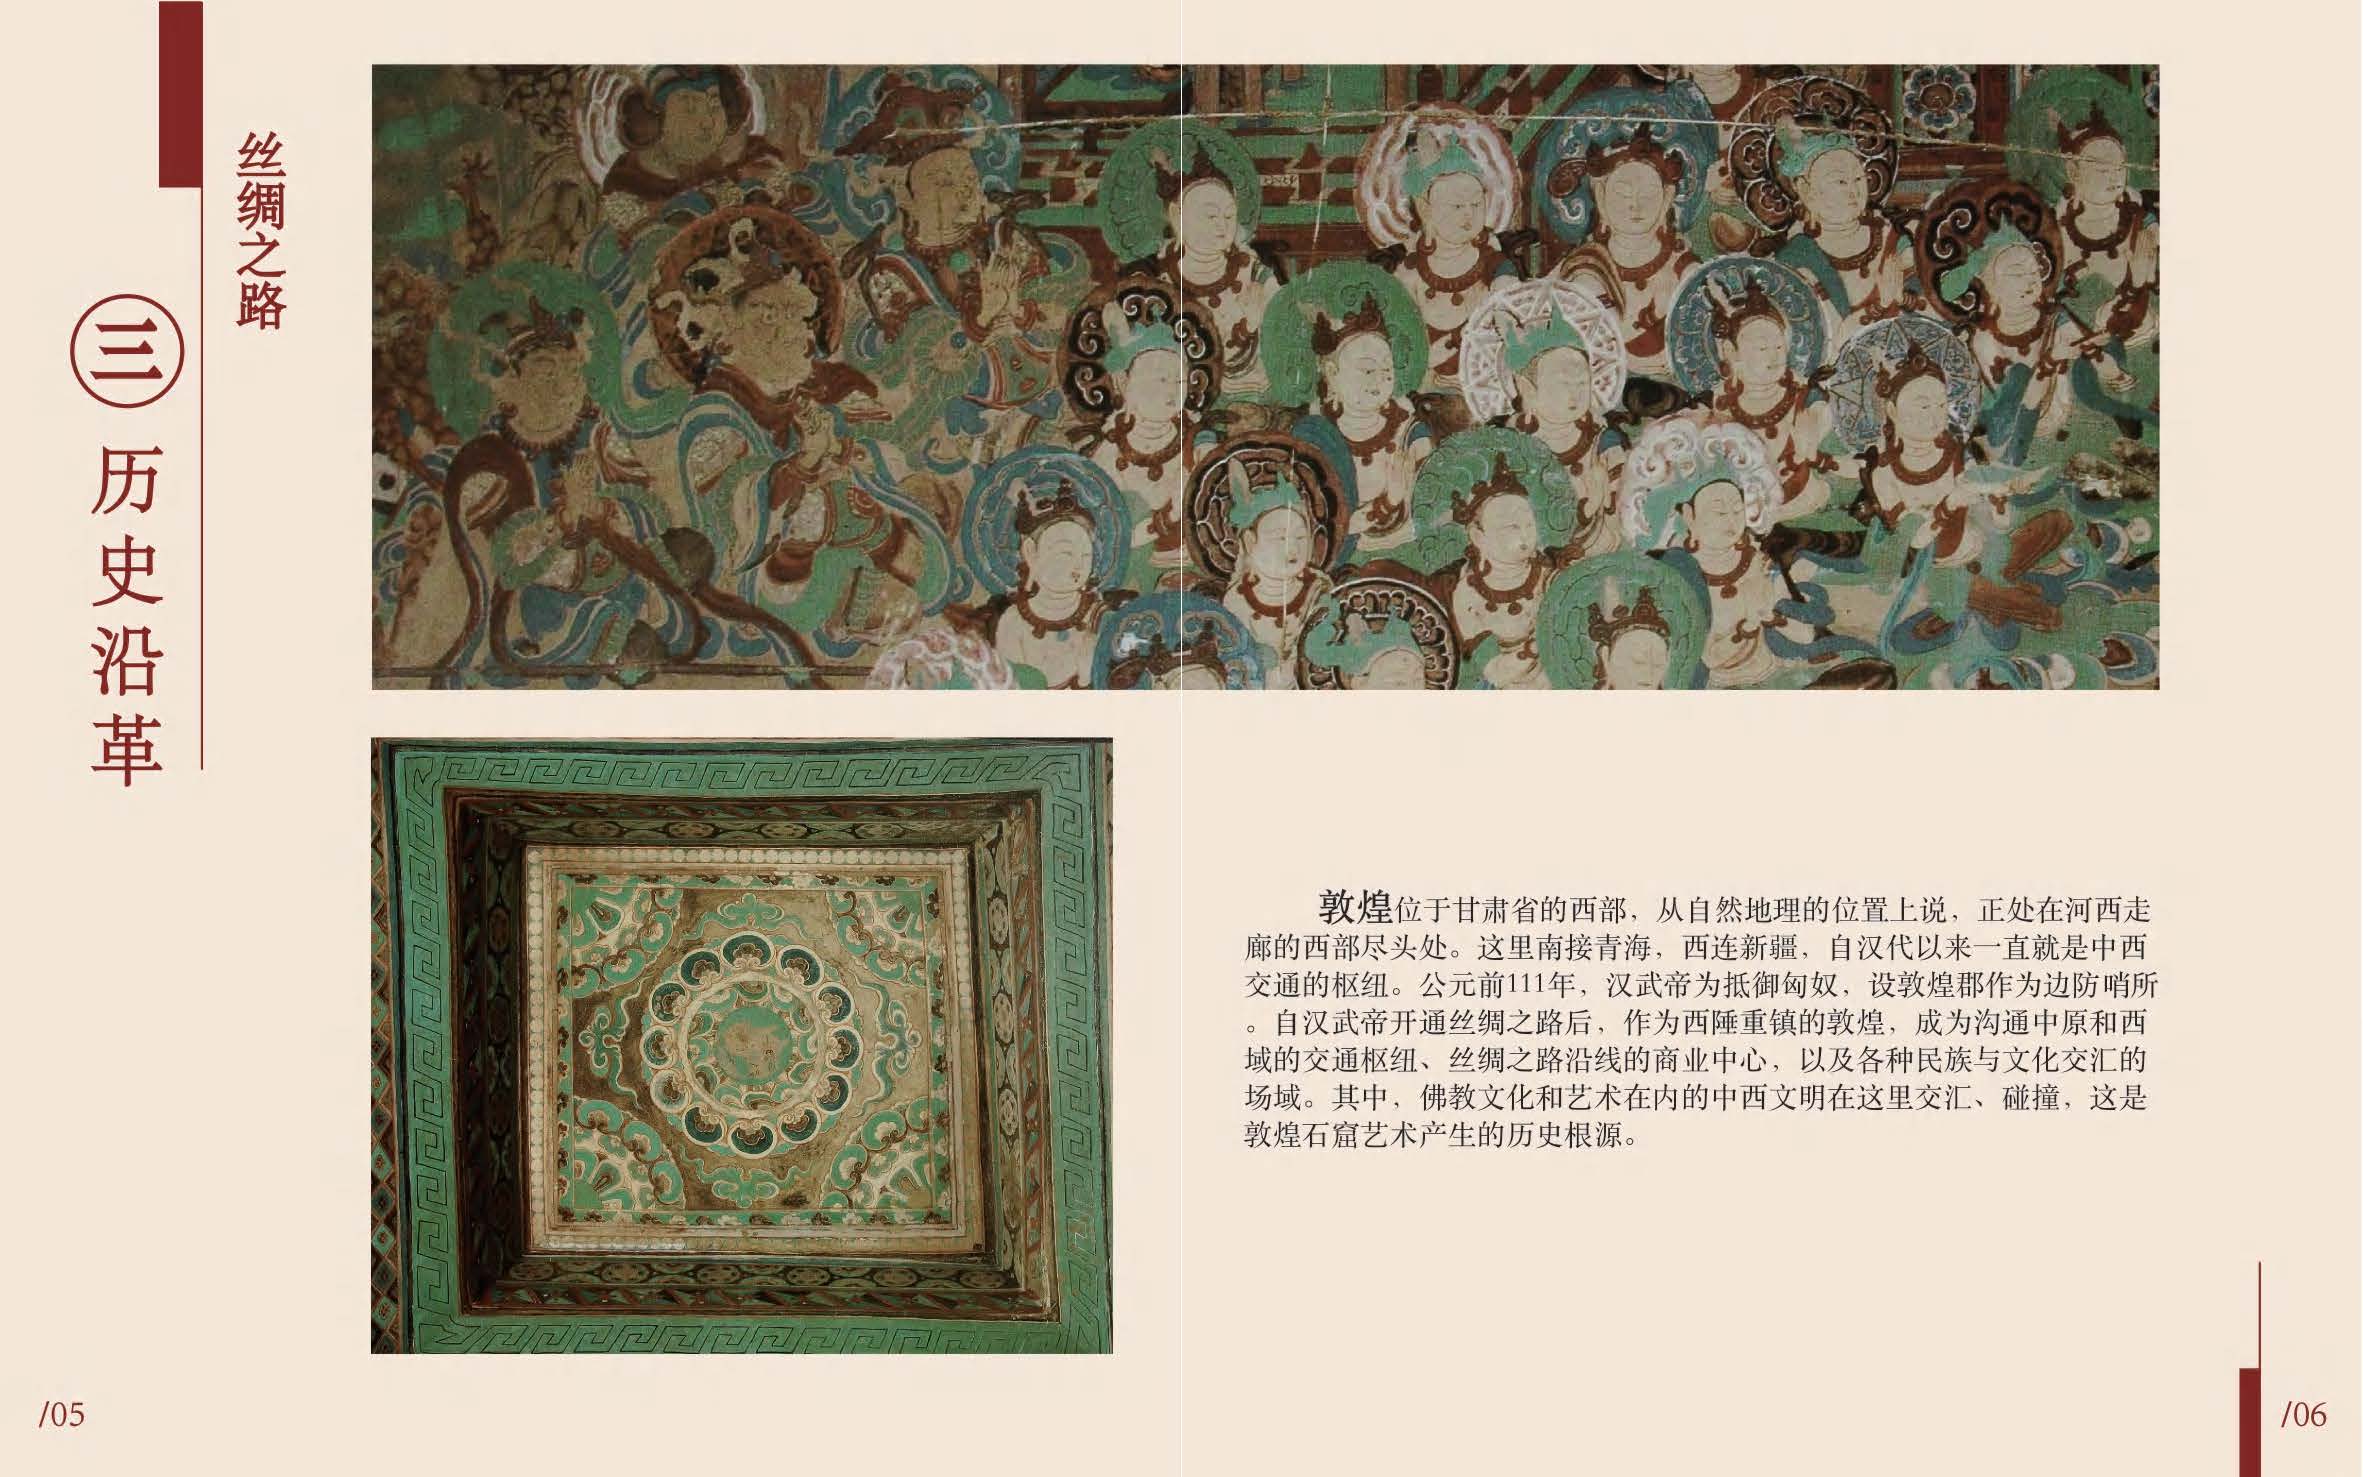 丝绸之路
三
历史沿革
敦煌位于甘肃省的西部，从自然地理的位置上说，正处在河西走
廊的西部尽头处。这里南接青海，西连新疆，自汉代以来一直就是中西
交通的枢纽。公元前111年，汉武帝为抵御匈奴，设敦煌郡作为边防哨所
。自汉武帝开通丝绸之路后，作为西陲重镇的敦煌，成为沟通中原和西
域的交通枢纽、丝绸之路沿线的商业中心，以及各种民族与文化交汇的
场域。其中，佛教文化和艺术在内的中西文明在这里交汇、碰撞，这是
敦煌石窟艺术产生的历史根源。
/05
/06